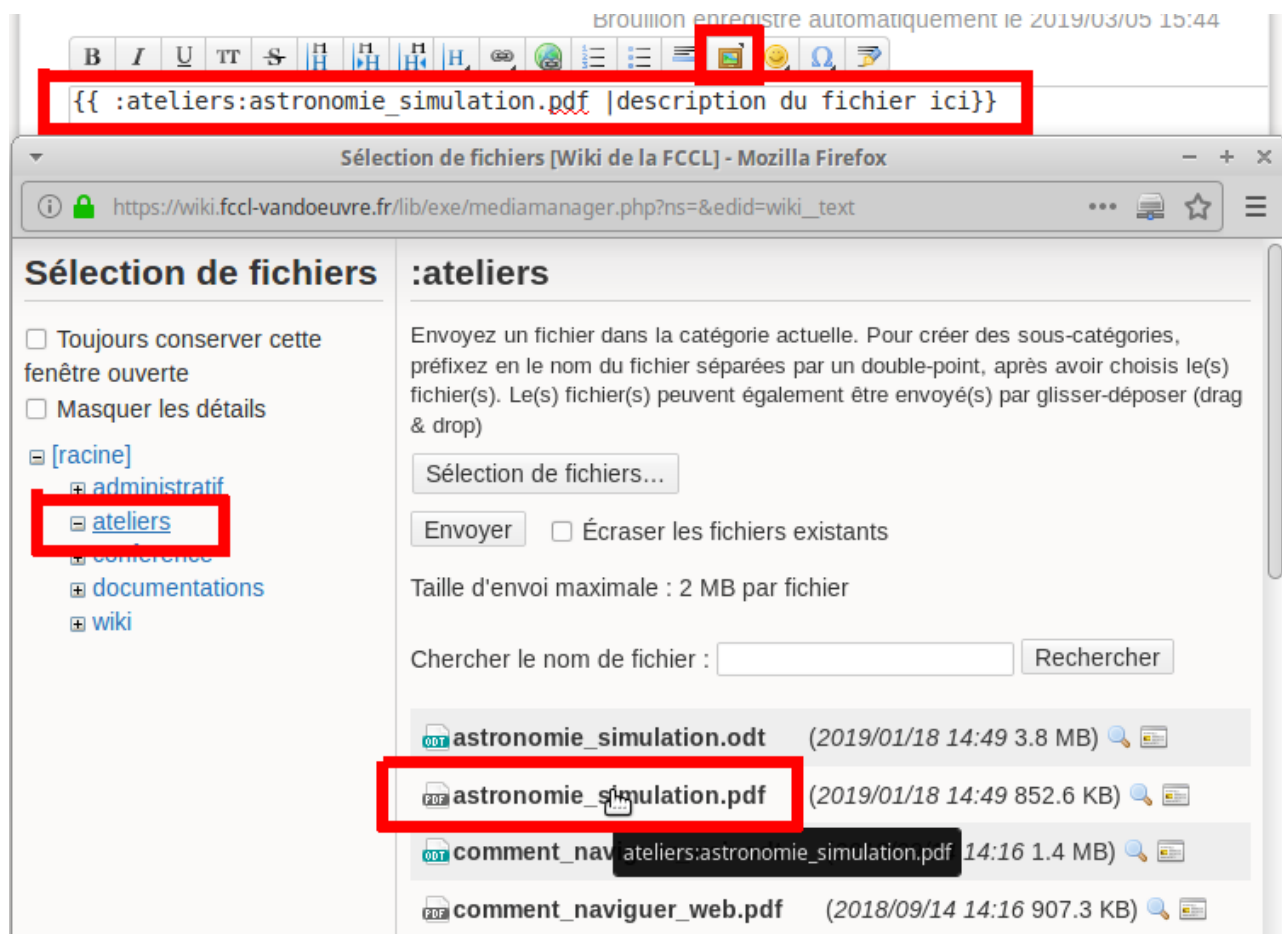 Brouillon enregistré automatiquement le 2019/03/05 15:44
B I U TT S H H H H Ω
{{ :ateliers:astronomie_simulation.pdf |description du fichier ici}}
Sélection de fichiers [Wiki de la FCCL] - Mozilla Firefox
https://wiki.fccl-vandoeuvre.fr/lib/exe/mediamanager.php?ns=&edid=wiki__text
Sélection de fichiers
Toujours conserver cette
fenêtre ouverte
Masquer les détails
[racine]
administratif
ateliers
conference
documentations
wiki
:ateliers
Envoyez un fichier dans la catégorie actuelle. Pour créer des sous-catégories,
préfixez en le nom du fichier séparées par un double-point, après avoir choisis le(s)
fichier(s). Le(s) fichier(s) peuvent également être envoyé(s) par glisser-déposer (drag
& drop)
Sélection de fichiers...
Envoyer Écraser les fichiers existants
Taille d'envoi maximale : 2 MB par fichier
Chercher le nom de fichier : Rechercher
ODT astronomie_simulation.odt (2019/01/18 14:49 3.8 MB)
PDF astronomie_simulation.pdf (2019/01/18 14:49 852.6 KB)
ODT comment_nav 14:16 1.4 MB)
ateliers:astronomie_simulation.pdf
PDF comment_naviguer_web.pdf (2018/09/14 14:16 907.3 KB)